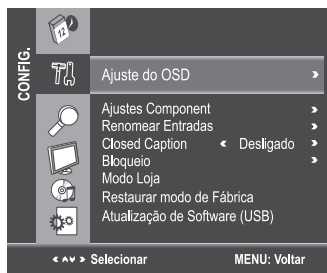 CONFIG.
12
Ajuste do OSD
Ajustes Component
Renomear Entradas
Closed Caption Desligado
Bloqueio
Modo Loja
Restaurar modo de Fábrica
Atualização de Software (USB)
Selecionar MENU: Voltar